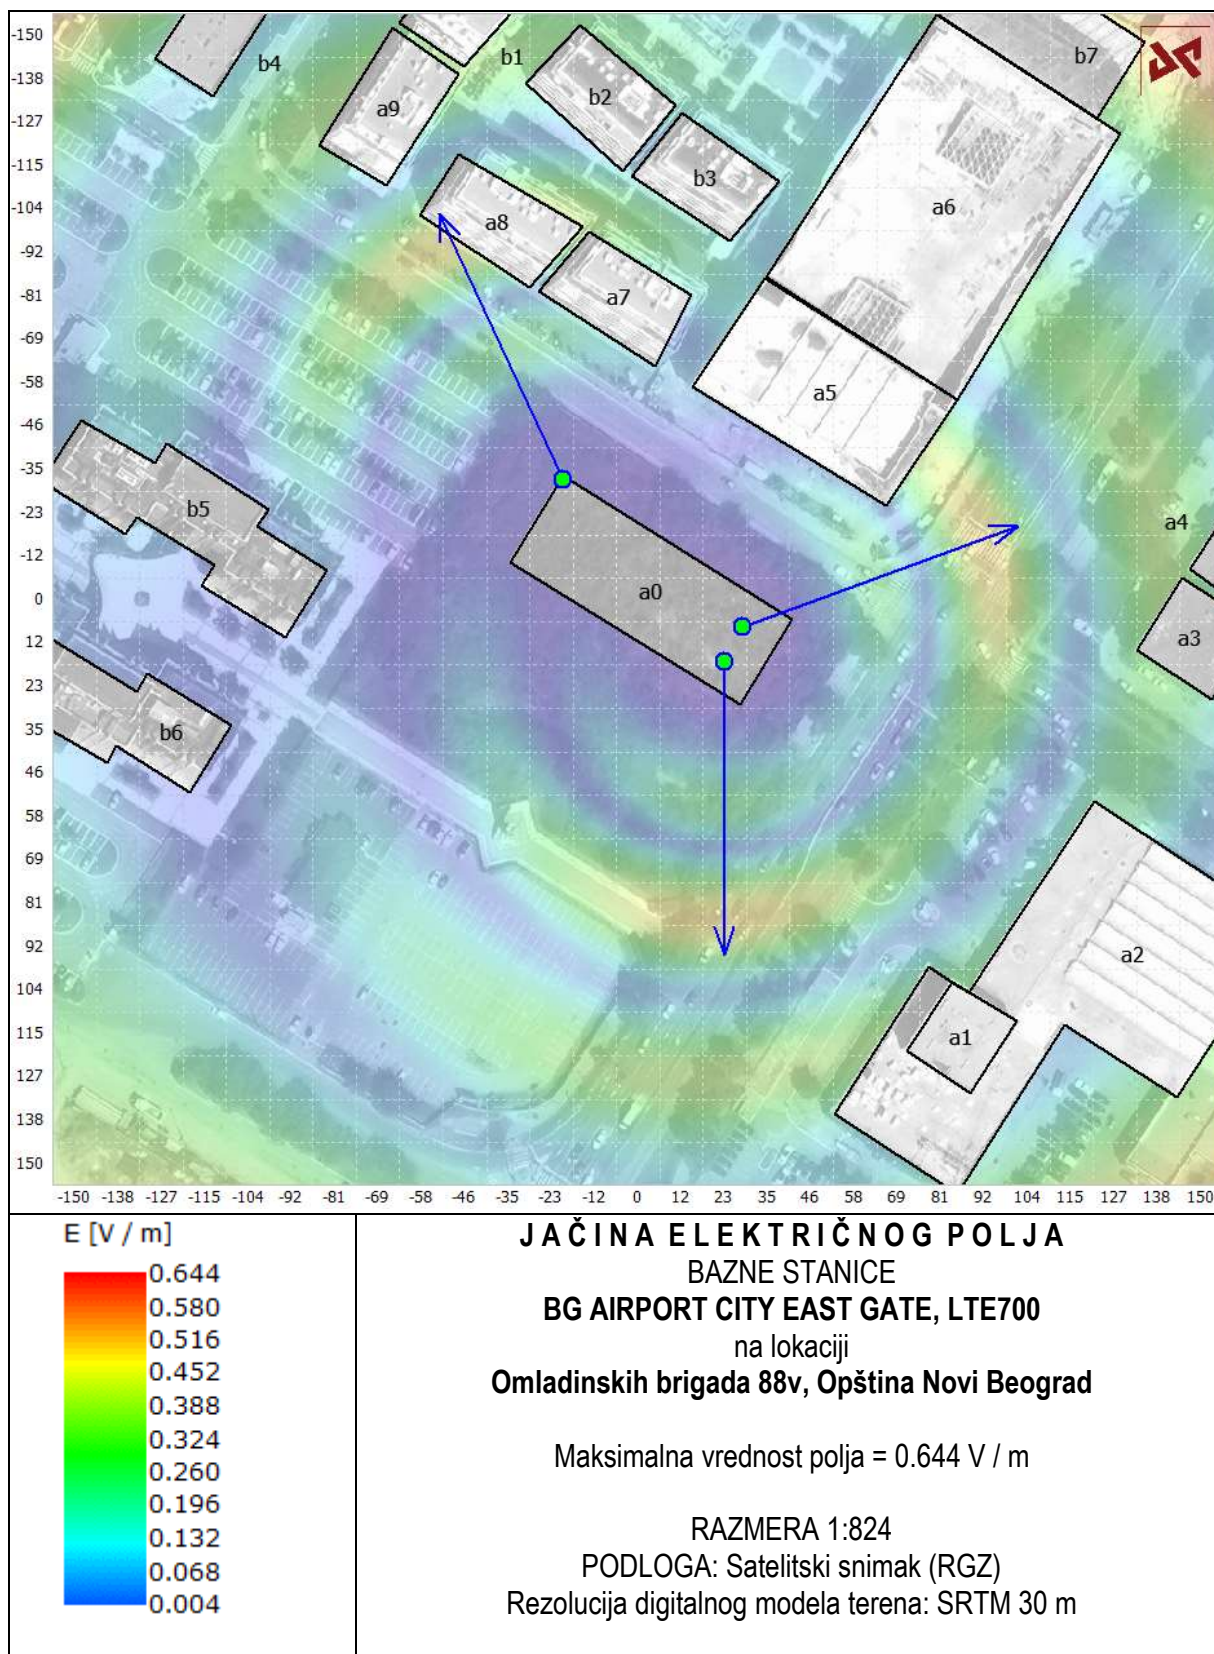 b4
b1
b7
a9
b2
b3
a8
a6
a7
a5
b5
a4
a0
a3
b6
a2
a1
-150
-138
-127
-115
-104
-92
-81
-69
-58
-46
-35
-23
-12
0
12
23
35
46
58
69
81
92
104
115
127
138
150
-150 -138 -127 -115 -104 -92 -81 -69 -58 -46 -35 -23 -12 0 12 23 35 46 58 69 81 92 104 115 127 138 150
E [V / m]
0.644
0.580
0.516
0.452
0.388
0.324
0.260
0.196
0.132
0.068
0.004
JAČINA ELEKTRIČNOG POLJA
BAZNE STANICE
BG AIRPORT CITY EAST GATE, LTE700
na lokaciji
Omladinskih brigada 88v, Opština Novi Beograd
Maksimalna vrednost polja = 0.644 V / m
RAZMERA 1:824
PODLOGA: Satelitski snimak (RGZ)
Rezolucija digitalnog modela terena: SRTM 30 m